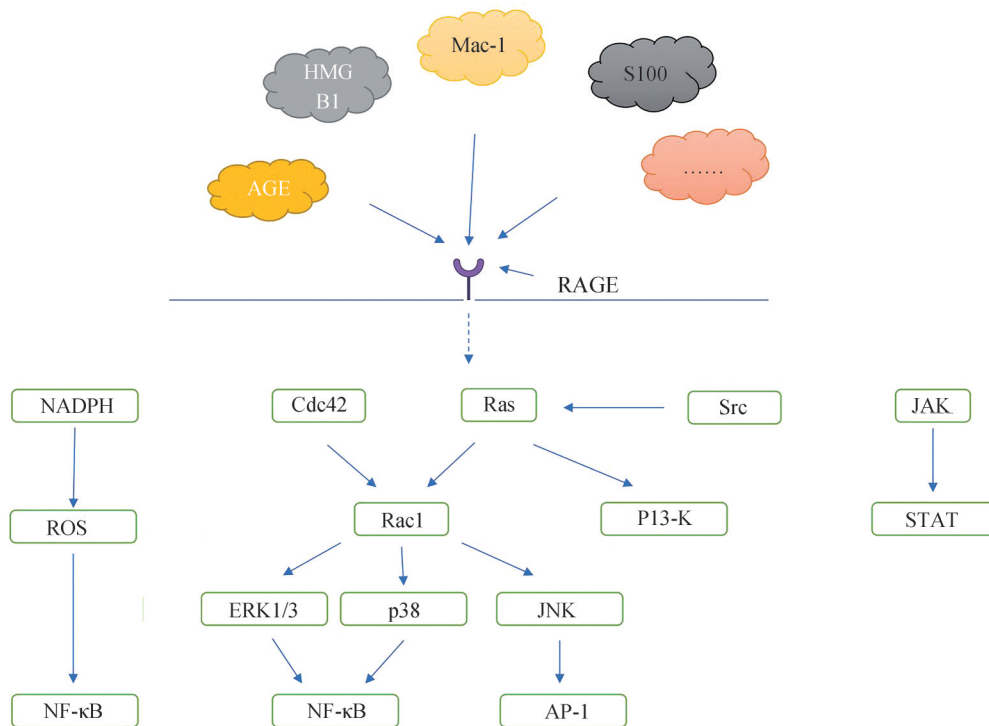 Mac-1
HMG
B1
S100
AGE
......
RAGE
NADPH
Cdc42
Ras
Src
JAK
ROS
Rac1
P13-K
STAT
ERK1/3
p38
JNK
NF-κB
NF-κB
AP-1